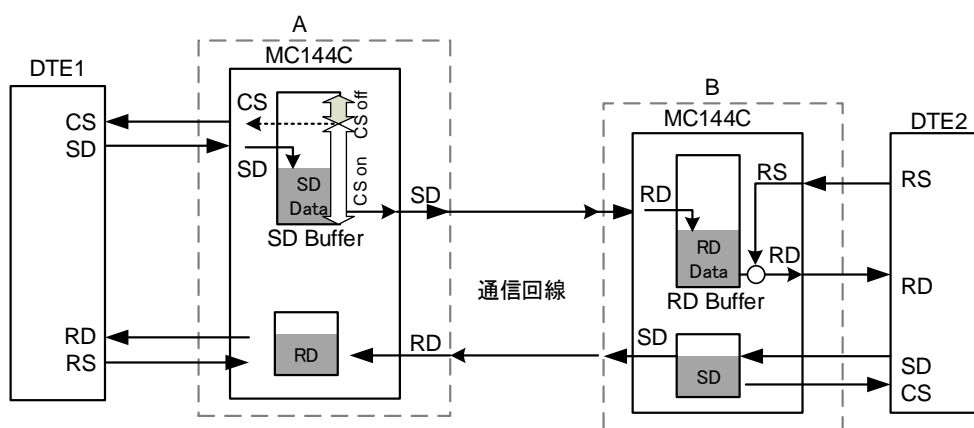 A
MC144C
DTE1
CS
SD
RD
RS
CS
SD
CS off
CS on
SD
Data
SD Buffer
SD
RD
RD
通信回線
B
MC144C
DTE2
RD
RS
RD
Data
RD
RD Buffer
SD
SD
RS
RD
SD
CS